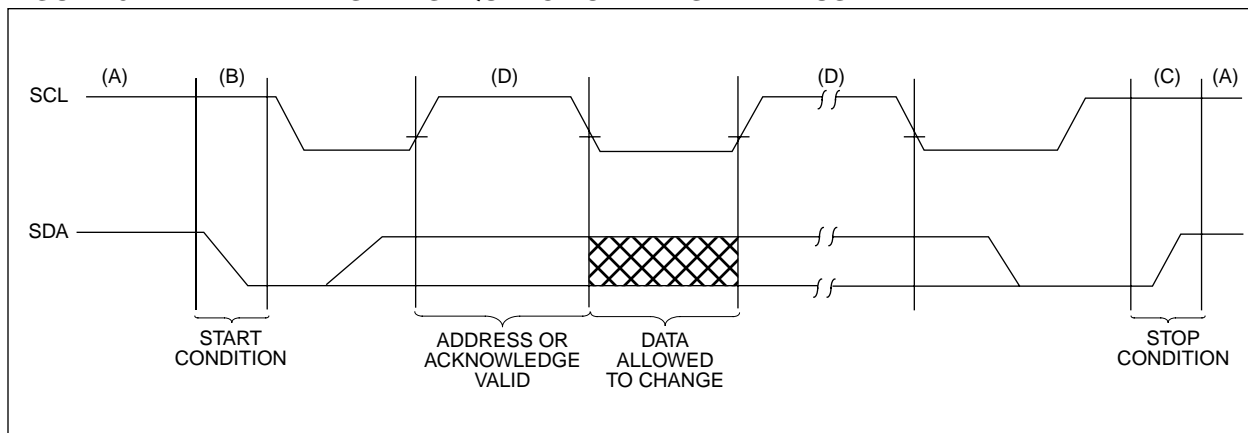 (A) (B) (D) (D) (C) (A)
SCL
SDA
START
CONDITION
ADDRESS OR
ACKNOWLEDGE
VALID
DATA
ALLOWED
TO CHANGE
STOP
CONDITION